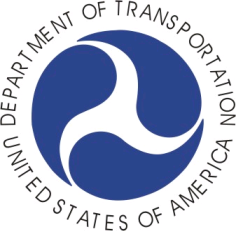 DEPARTMENT OF TRANSPORTATION
UNITED STATES OF AMERICA